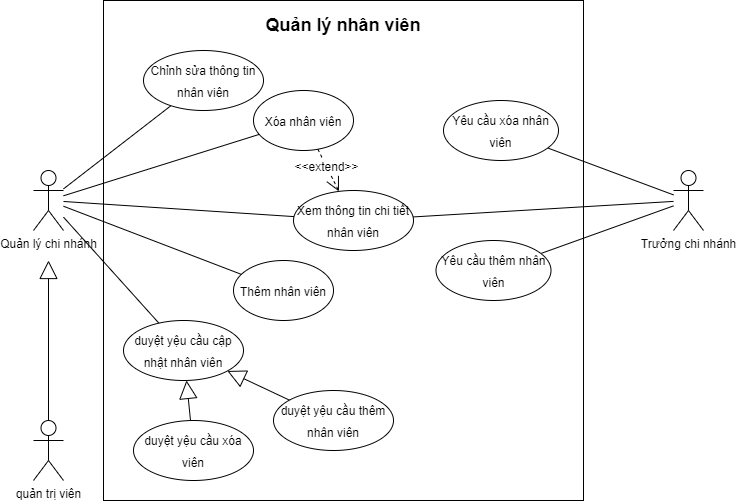 Quản lý nhân viên
Chỉnh sửa thông tin
nhân viên
Xóa nhân viên
Yêu cầu xóa nhân
viên
<<extend>>
Xem thông tin chi tiết
nhân viên
Quản lý chi nhánh
Trưởng chi nhánh
Yêu cầu thêm nhân
viên
Thêm nhân viên
duyệt yêu cầu cập
nhật nhân viên
duyệt yêu cầu thêm
nhân viên
duyệt yêu cầu xóa
viên
quản trị viên